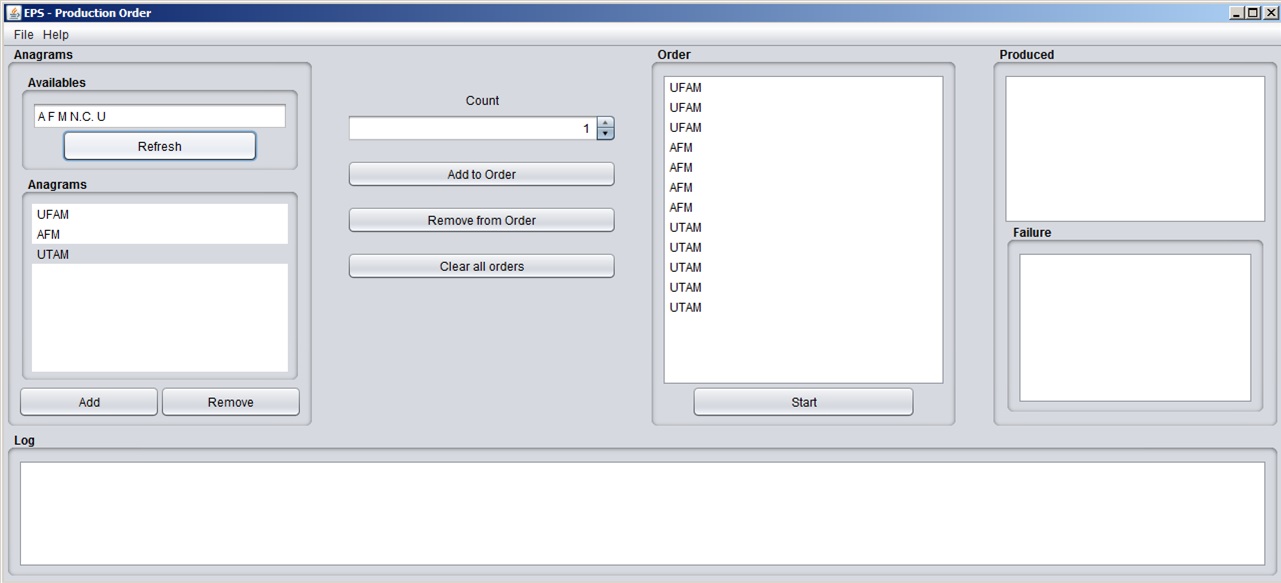 EPS - Production Order
File Help
Anagrams
Availables
A F M N.C. U
Refresh
Anagrams
UFAM
AFM
UTAM
Add
Remove
Count
1
Add to Order
Remove from Order
Clear all orders
Order
UFAM
UFAM
UFAM
AFM
AFM
AFM
AFM
UTAM
UTAM
UTAM
UTAM
UTAM
Start
Produced
Failure
Log